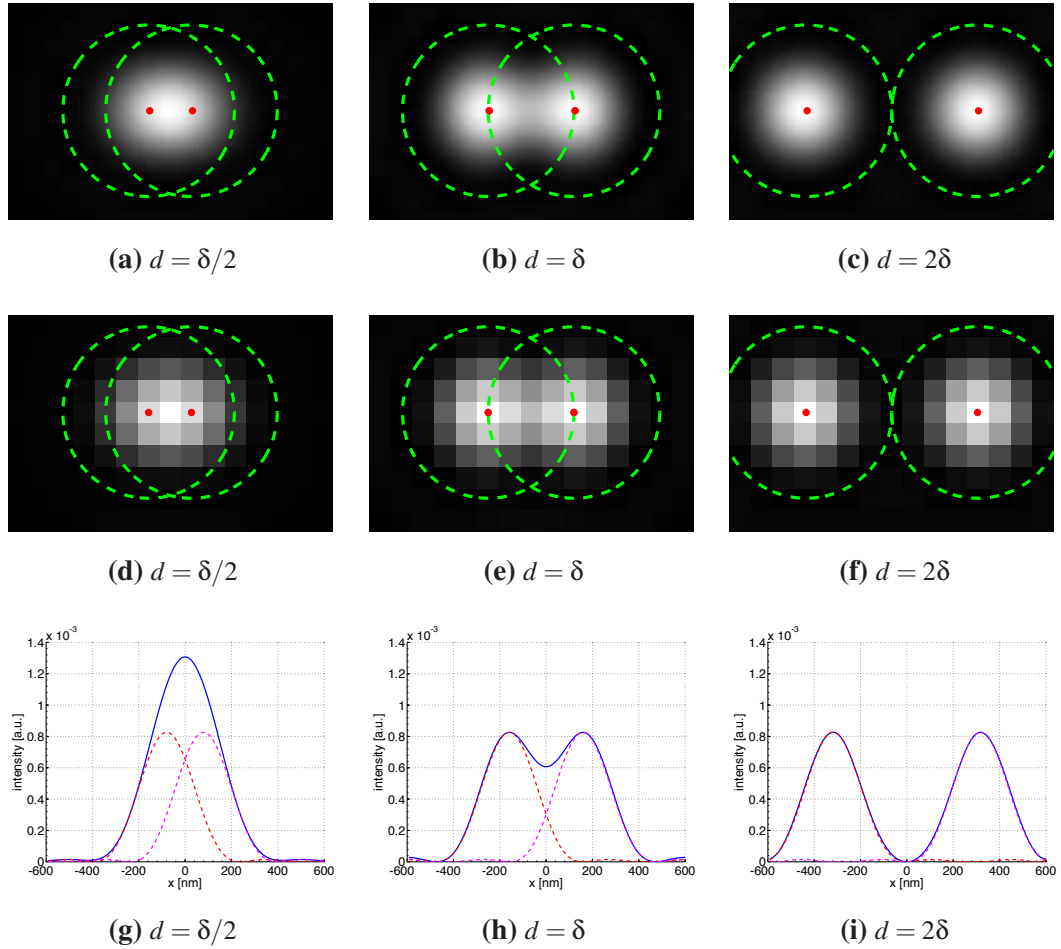 (a) d = δ/2
(b) d = δ
(c) d = 2δ
(d) d = δ/2
(e) d = δ
(f) d = 2δ
x 10⁻³
1.4
1.2
1
0.8
0.6
0.4
0.2
0
intensity [a.u.]
-600 -400 -200 0 200 400 600
x [nm]
(g) d = δ/2
x 10⁻³
1.4
1.2
1
0.8
0.6
0.4
0.2
0
intensity [a.u.]
-600 -400 -200 0 200 400 600
x [nm]
(h) d = δ
x 10⁻³
1.4
1.2
1
0.8
0.6
0.4
0.2
0
intensity [a.u.]
-600 -400 -200 0 200 400 600
x [nm]
(i) d = 2δ